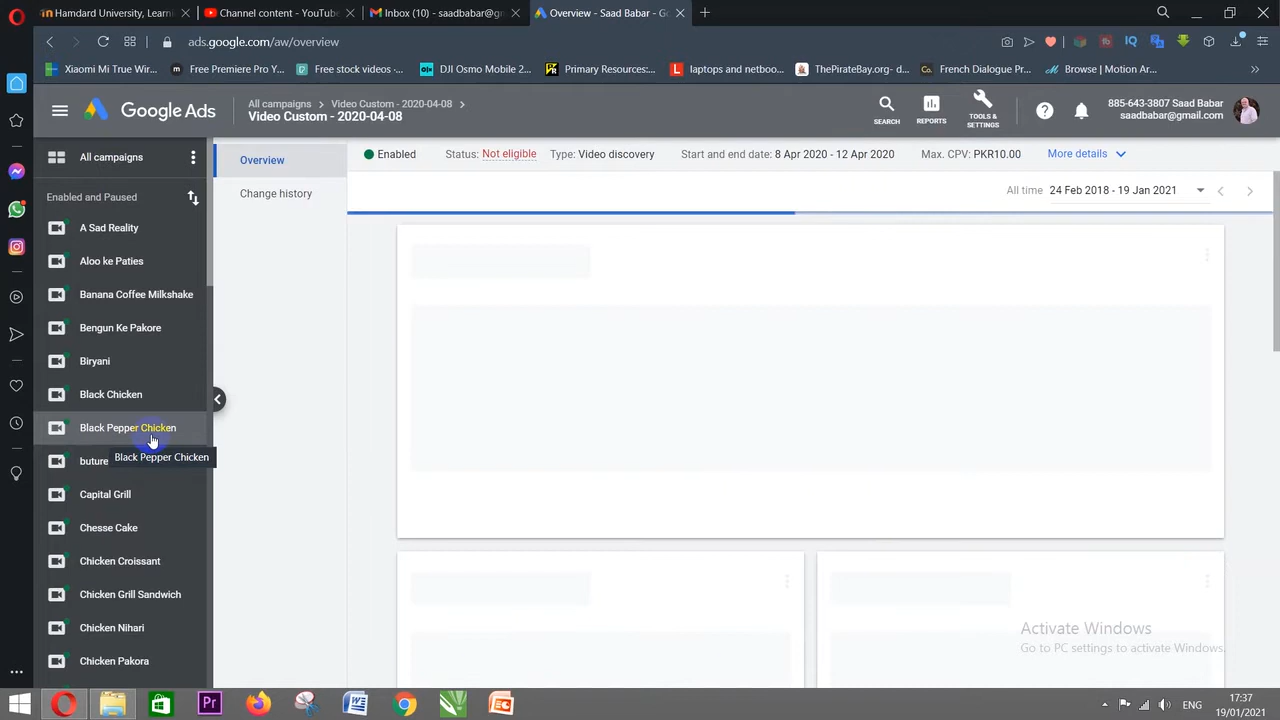 Hamdard University, Learni
Channel content - YouTube
Inbox (10) - saadbabar@gm
Overview - Saad Babar - Go
ads.google.com/aw/overview
IQ
Xiaomi Mi True Wir...
Free Premiere Pro Y...
Free stock videos -...
DJI Osmo Mobile 2...
Primary Resources:...
laptops and netboo...
ThePirateBay.org- d...
Co.
French Dialogue Pr...
Browse | Motion Ar...
Google Ads
All campaigns
Video Custom - 2020-04-08
Video Custom - 2020-04-08
SEARCH
REPORTS
TOOLS & SETTINGS
885-643-3807 Saad Babar
saadbabar@gmail.com
All campaigns
Overview
Enabled
Status: Not eligible
Type: Video discovery
Start and end date: 8 Apr 2020 - 12 Apr 2020
Max. CPV: PKR10.00
More details
Enabled and Paused
Change history
All time
24 Feb 2018 - 19 Jan 2021
A Sad Reality
Aloo ke Paties
Banana Coffee Milkshake
Bengun Ke Pakore
Biryani
Black Chicken
Black Pepper Chicken
Black Pepper Chicken
buture
Capital Grill
Chesse Cake
Chicken Croissant
Chicken Grill Sandwich
Chicken Nihari
Chicken Pakora
Activate Windows
Go to PC settings to activate Windows.
Pr
ENG
17:37
19/01/2021